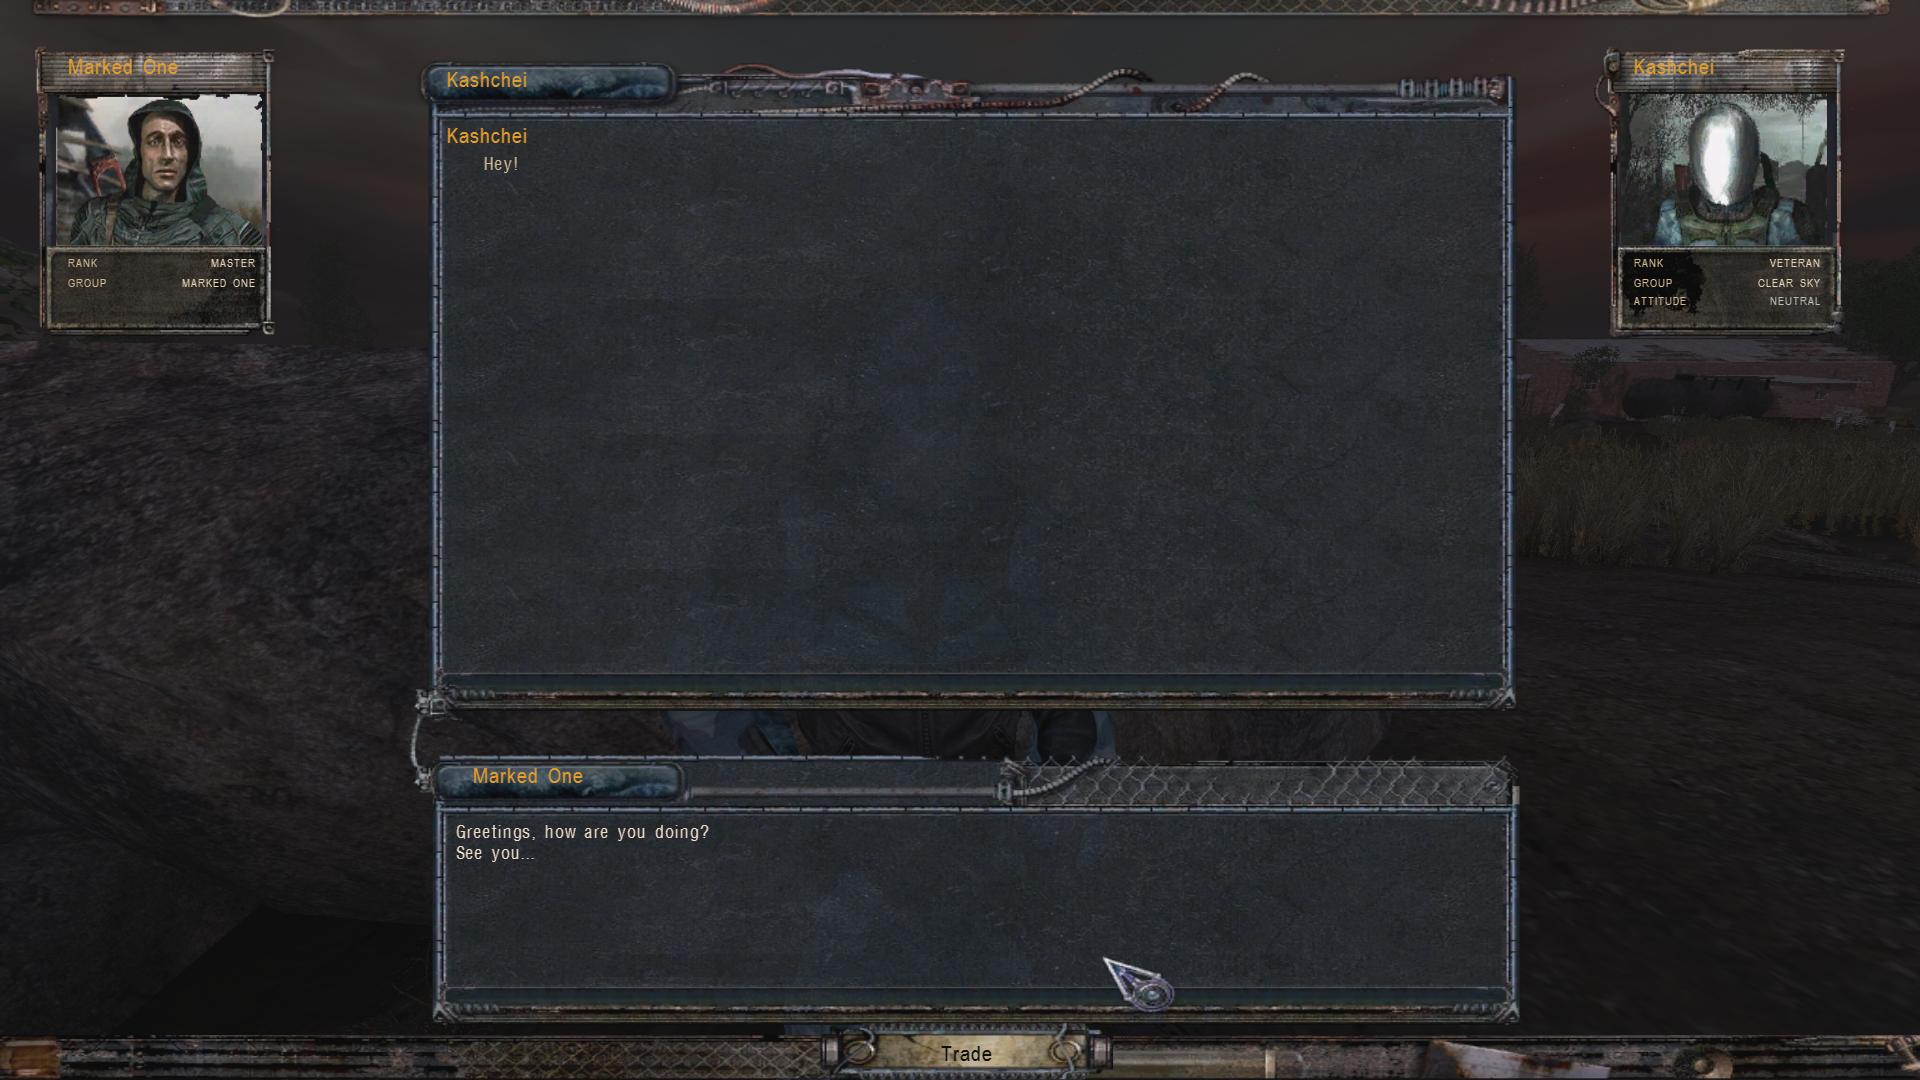 Marked One
RANK MASTER
GROUP MARKED ONE
Kashchei
Kashchei
Hey!
Kashchei
RANK VETERAN
GROUP CLEAR SKY
ATTITUDE NEUTRAL
Marked One
Greetings, how are you doing?
See you...
Trade